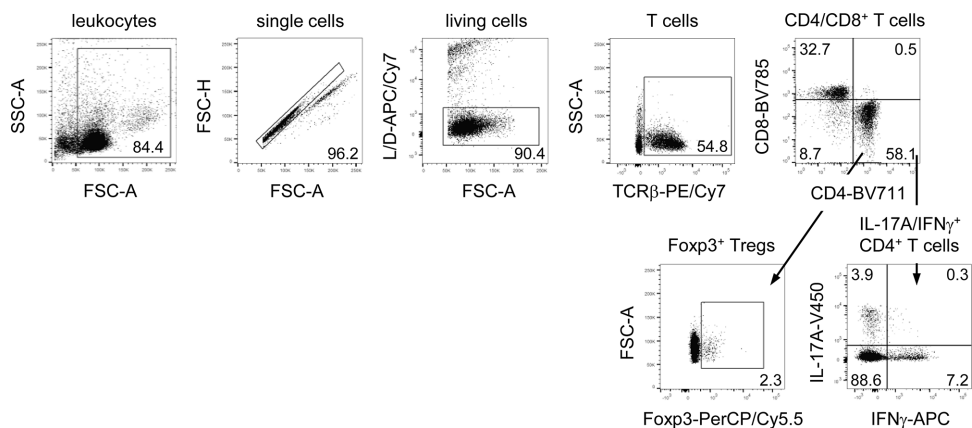 leukocytes
single cells
living cells
T cells
CD4/CD8⁺ T cells
SSC-A
FSC-H
L/D-APC/Cy7
SSC-A
CD8-BV785
84.4
96.2
90.4
54.8
32.7
0.5
8.7
58.1
FSC-A
FSC-A
FSC-A
TCRβ-PE/Cy7
CD4-BV711
Foxp3⁺ Tregs
IL-17A/IFNγ⁺
CD4⁺ T cells
FSC-A
2.3
Foxp3-PerCP/Cy5.5
IL-17A-V450
3.9
0.3
88.6
7.2
IFNγ-APC